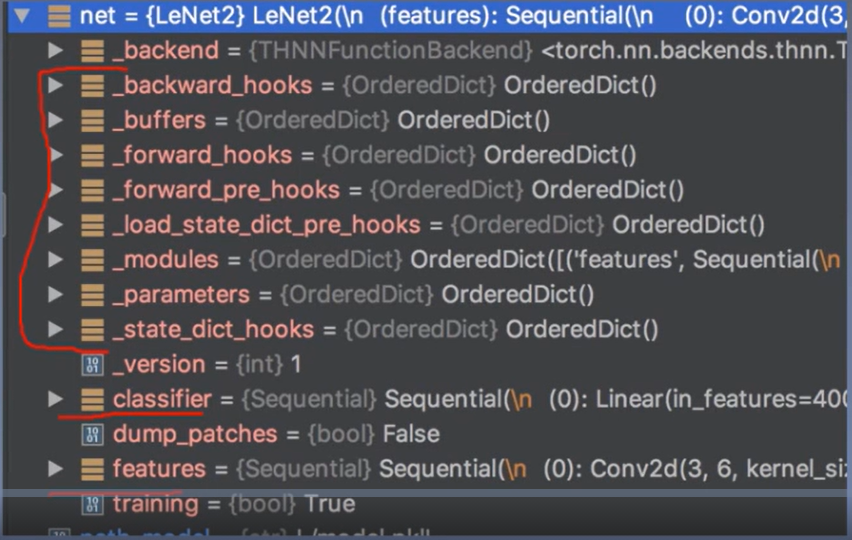 net = {LeNet2} LeNet2(\n (features): Sequential(\n (0): Conv2d(3,
_backend = {THNNFunctionBackend} <torch.nn.backends.thnn.T
_backward_hooks = {OrderedDict} OrderedDict()
_buffers = {OrderedDict} OrderedDict()
_forward_hooks = {OrderedDict} OrderedDict()
_forward_pre_hooks = {OrderedDict} OrderedDict()
_load_state_dict_pre_hooks = {OrderedDict} OrderedDict()
_modules = {OrderedDict} OrderedDict([('features', Sequential(\n
_parameters = {OrderedDict} OrderedDict()
_state_dict_hooks = {OrderedDict} OrderedDict()
_version = {int} 1
classifier = {Sequential} Sequential(\n (0): Linear(in_features=400
dump_patches = {bool} False
features = {Sequential} Sequential(\n (0): Conv2d(3, 6, kernel_siz
training = {bool} True